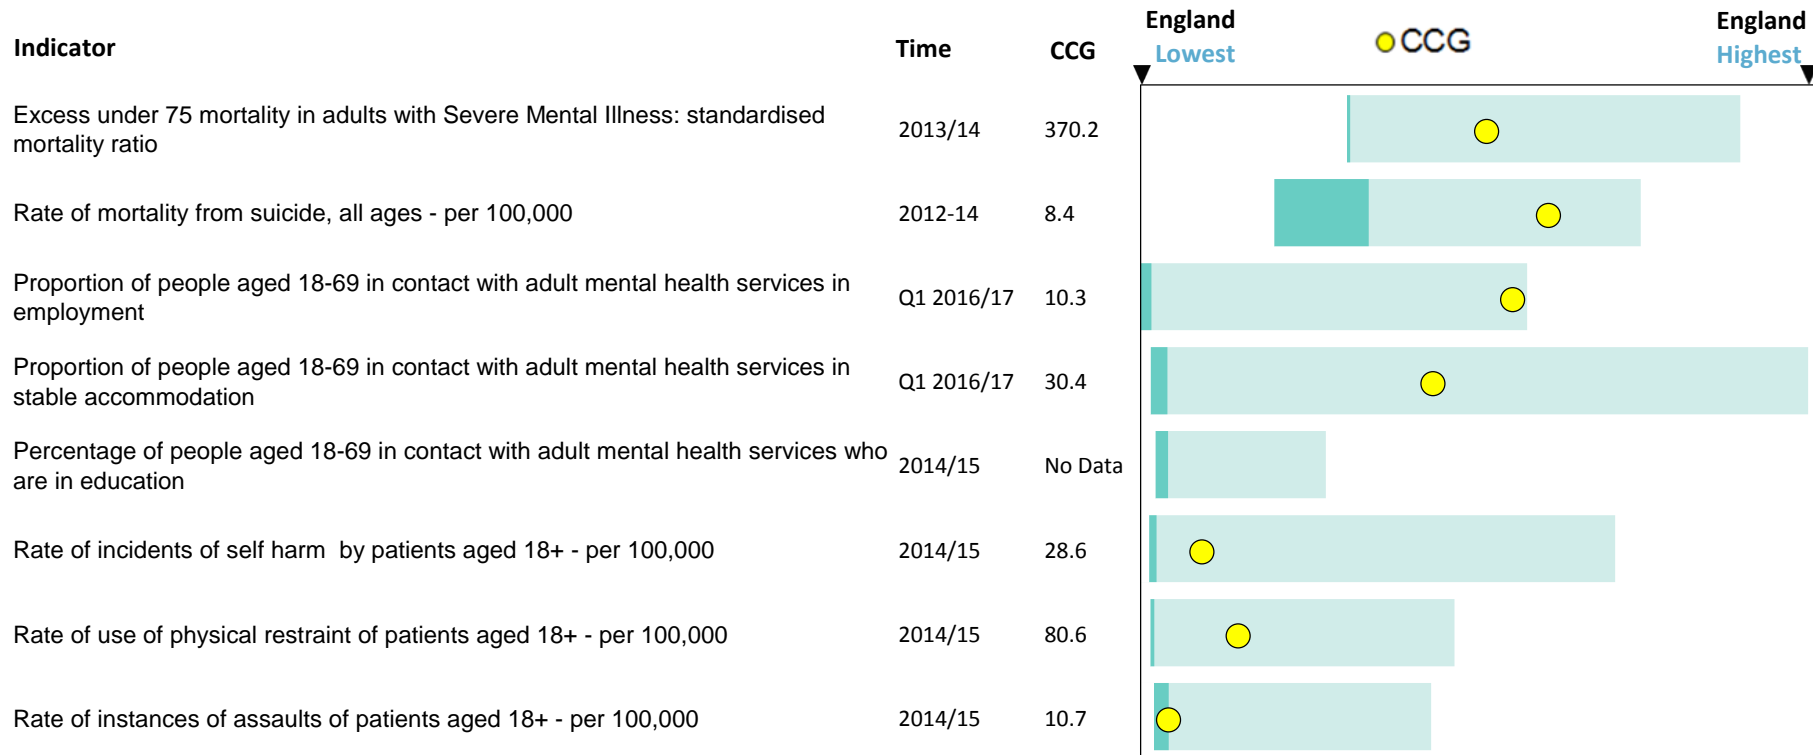 Indicator Time CCG England Lowest CCG England Highest
Excess under 75 mortality in adults with Severe Mental Illness: standardised
mortality ratio
2013/14 370.2
Rate of mortality from suicide, all ages - per 100,000 2012-14 8.4
Proportion of people aged 18-69 in contact with adult mental health services in
employment
Q1 2016/17 10.3
Proportion of people aged 18-69 in contact with adult mental health services in
stable accommodation
Q1 2016/17 30.4
Percentage of people aged 18-69 in contact with adult mental health services who
are in education
2014/15 No Data
Rate of incidents of self harm  by patients aged 18+ - per 100,000 2014/15 28.6
Rate of use of physical restraint of patients aged 18+ - per 100,000 2014/15 80.6
Rate of instances of assaults of patients aged 18+ - per 100,000 2014/15 10.7